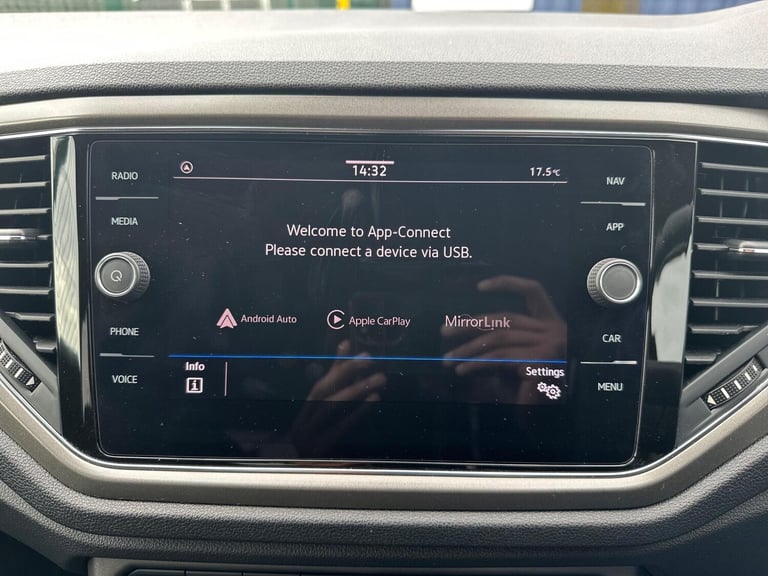 RADIO
MEDIA
PHONE
VOICE
14:32
17.5°C
Welcome to App-Connect
Please connect a device via USB.
Android Auto
Apple CarPlay
MirrorLink
Info
Settings
NAV
APP
CAR
MENU